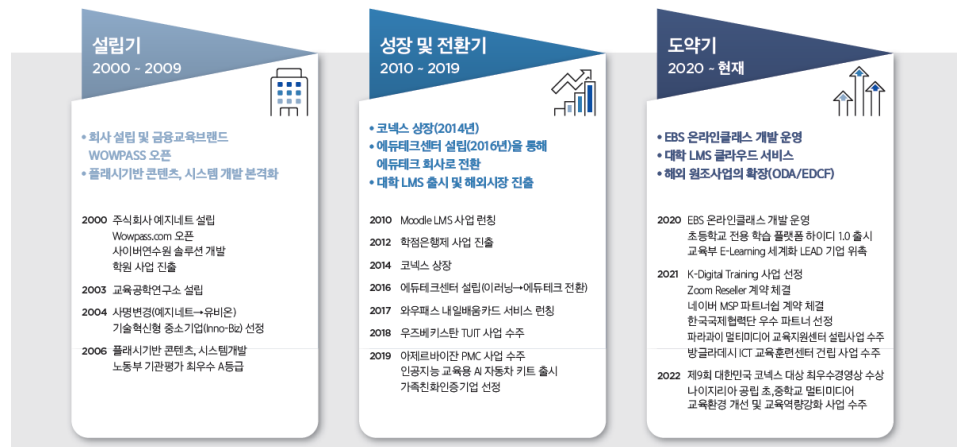 설립기
2000 ~ 2009
• 회사 설립 및 금융교육브랜드
WOWPASS 오픈
• 플래시기반 콘텐츠, 시스템 개발 본격화
2000 주식회사 예지네트 설립
Wowpass.com 오픈
사이버연수원 솔루션 개발
학원 사업 진출
2003 교육공학연구소 설립
2004 사명변경(예지네트→유비온)
기술혁신형 중소기업(Inno-Biz) 선정
2006 플래시기반 콘텐츠, 시스템개발
노동부 기관평가 최우수 A등급
성장 및 전환기
2010 ~ 2019
• 코넥스 상장(2014년)
• 에듀테크센터 설립(2016년)을 통해
에듀테크 회사로 전환
• 대학 LMS 출시 및 해외시장 진출
2010 Moodle LMS 사업 런칭
2012 학점은행제 사업 진출
2014 코넥스 상장
2016 에듀테크센터 설립(이러닝→에듀테크 전환)
2017 와우패스 내일배움카드 서비스 런칭
2018 우즈베키스탄 TUIT 사업 수주
2019 아제르바이잔 PMC 사업 수주
인공지능 교육용 AI 자동차 키트 출시
가족친화인증기업 선정
도약기
2020 ~ 현재
• EBS 온라인클래스 개발 운영
• 대학 LMS 클라우드 서비스
• 해외 원조사업의 확장(ODA/EDCF)
2020 EBS 온라인클래스 개발 운영
초등학교 전용 학습 플랫폼 하이디 1.0 출시
교육부 E-Learning 세계화 LEAD 기업 위촉
2021 K-Digital Training 사업 선정
Zoom Reseller 계약 체결
네이버 MSP 파트너쉽 계약 체결
한국국제협력단 우수 파트너 선정
파라과이 멀티미디어 교육지원센터 설립사업 수주
방글라데시 ICT 교육훈련센터 건립 사업 수주
2022 제9회 대한민국 코넥스 대상 최우수경영상 수상
나이지리아 공립 초,중학교 멀티미디어
교육환경 개선 및 교육역량강화 사업 수주